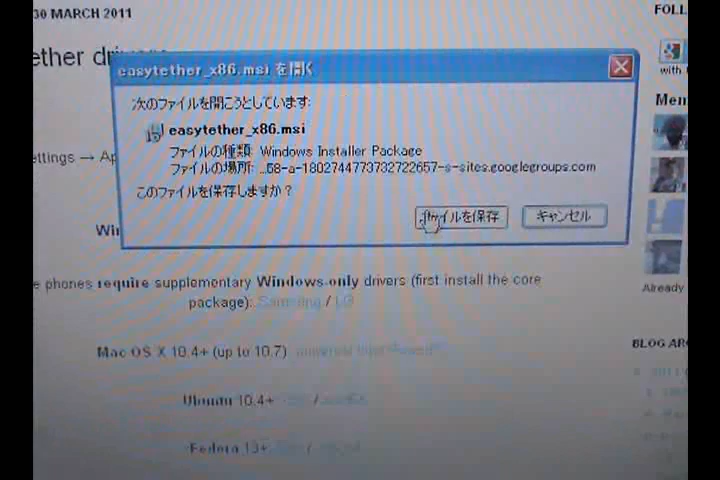 30 MARCH 2011
FOLL
ether dr
easytether_x86.msi を開く
with
次のファイルを開こうとしています:
Mem
easytether_x86.msi
ファイルの種類: Windows Installer Package
ettings → Ap
ファイルの場所: ...58-a-1802744773732722657-s-sites.googlegroups.com
このファイルを保存しますか？
ファイルを保存
キャンセル
Wi
e phones require supplementary Windows-only drivers (first install the core
package): Samsung / LG
Already
Mac OS X 10.4+ (up to 10.7):
BLOG AR
Ubuntu 10.4+
Fedora 13+